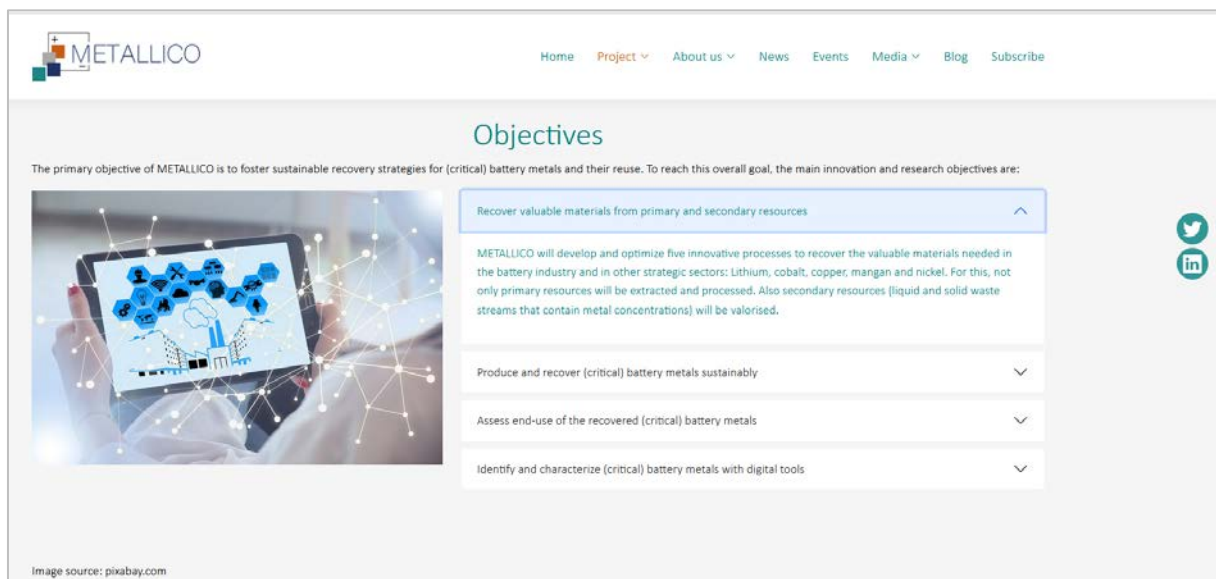 METALLICO
Home Project About us News Events Media Blog Subscribe
Objectives
The primary objective of METALLICO is to foster sustainable recovery strategies for (critical) battery metals and their reuse. To reach this overall goal, the main innovation and research objectives are:
Recover valuable materials from primary and secondary resources
METALLICO will develop and optimize five innovative processes to recover the valuable materials needed in
the battery industry and in other strategic sectors: Lithium, cobalt, copper, mangan and nickel. For this, not
only primary resources will be extracted and processed. Also secondary resources (liquid and solid waste
streams that contain metal concentrations) will be valorised.
Produce and recover (critical) battery metals sustainably
Assess end-use of the recovered (critical) battery metals
Identify and characterize (critical) battery metals with digital tools
in
Image source: pixabay.com